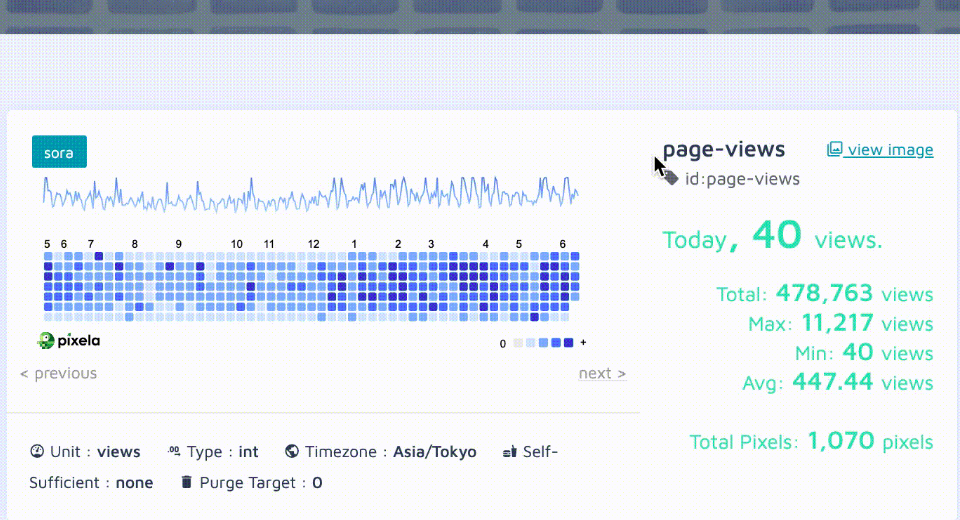 sora
5 6 7 8 9 10 11 12 1 2 3 4 5 6
pixela
0 +
< previous next >
Unit : views .00 Type : int Timezone : Asia/Tokyo Self-
Sufficient : none Purge Target : 0
page-views view image
id:page-views
Today, 40 views.
Total: 478,763 views
Max: 11,217 views
Min: 40 views
Avg: 447.44 views
Total Pixels: 1,070 pixels